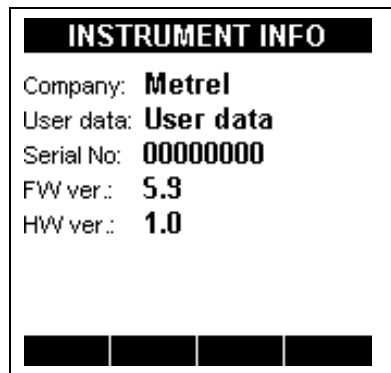 INSTRUMENT INFO
Company: Metrel
User data: User data
Serial No: 00000000
FW ver.: 5.9
HW ver.: 1.0